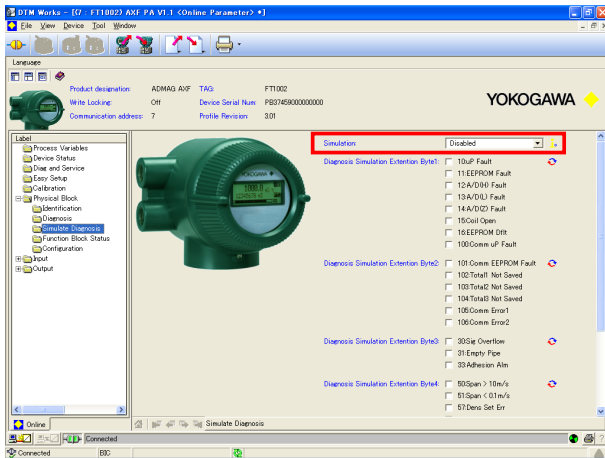 DTM Works - [(7 : FT1002) AXF PA V1.1 <Online Parameter> *]
File View Device Tool Window
Language
Product designation: ADMAG AXF TAG: FT1002
Write Locking: Off Device Serial Num: PB37459000000000
Communication address: 7 Profile Revision: 3.01
YOKOGAWA
Label
Process Variables
Device Status
Diag and Service
Easy Setup
Calibration
Physical Block
Identification
Diagnosis
Simulate Diagnosis
Function Block Status
Configuration
Input
Output
YOKOGAWA
Simulation: Disabled
Diagnosis Simulation Extention Byte1: 10:uP Fault
11:EEPROM Fault
12:A/D(H) Fault
13:A/D(L) Fault
14:A/D(Z) Fault
15:Coil Open
16:EEPROM Dflt
100:Comm uP Fault
Diagnosis Simulation Extention Byte2: 101:Comm EEPROM Fault
102:Total1 Not Saved
103:Total2 Not Saved
104:Total3 Not Saved
105:Comm Error1
106:Comm Error2
Diagnosis Simulation Extention Byte3: 30:Sig Overflow
31:Empty Pipe
33:Adhesion Alm
Diagnosis Simulation Extention Byte4: 50:Span > 10m/s
51:Span < 0.1m/s
57:Dens Set Err
Online
Simulate Diagnosis
Connected
Connected BIC